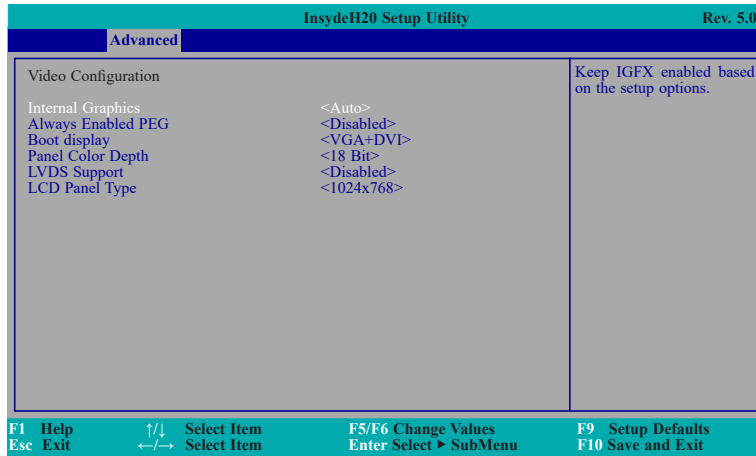 InsydeH20 Setup Utility Rev. 5.0
Advanced
Video Configuration
Internal Graphics <Auto>
Always Enabled PEG <Disabled>
Boot display <VGA+DVI>
Panel Color Depth <18 Bit>
LVDS Support <Disabled>
LCD Panel Type <1024x768>
Keep IGFX enabled based
on the setup options.
F1 Help ↑/↓ Select Item F5/F6 Change Values F9 Setup Defaults
Esc Exit ←/→ Select Item Enter Select ▶ SubMenu F10 Save and Exit